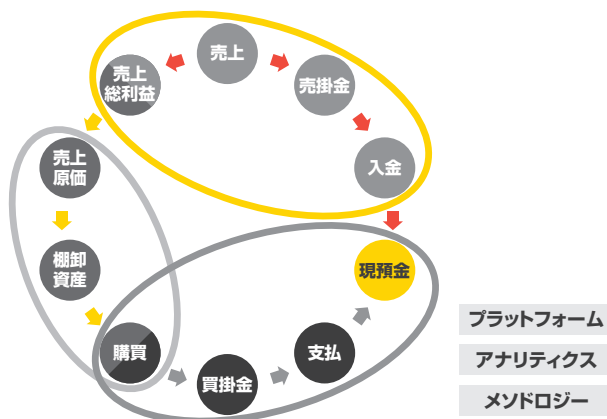 売上
売上
総利益
売掛金
売上
原価
入金
棚卸
資産
現預金
購買
支払
買掛金
プラットフォーム
アナリティクス
メソドロジー